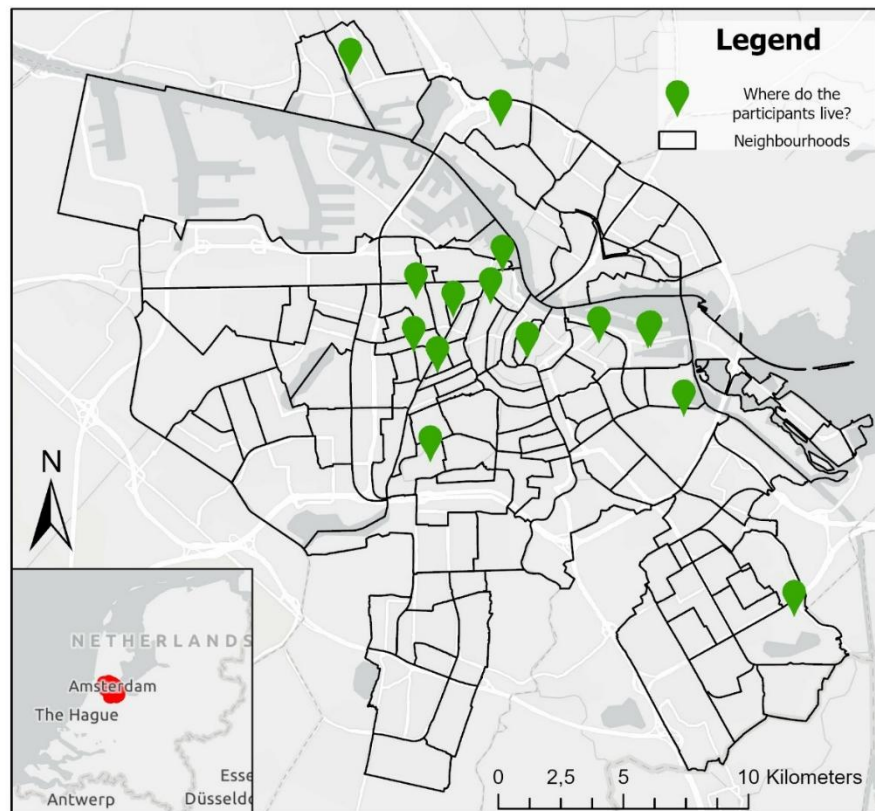 Legend
Where do the
participants live?
Neighbourhoods
N
NETHERLANDS
Amsterdam
The Hague
Esse
Antwerp
Düsseldo
0 2,5 5 10 Kilometers